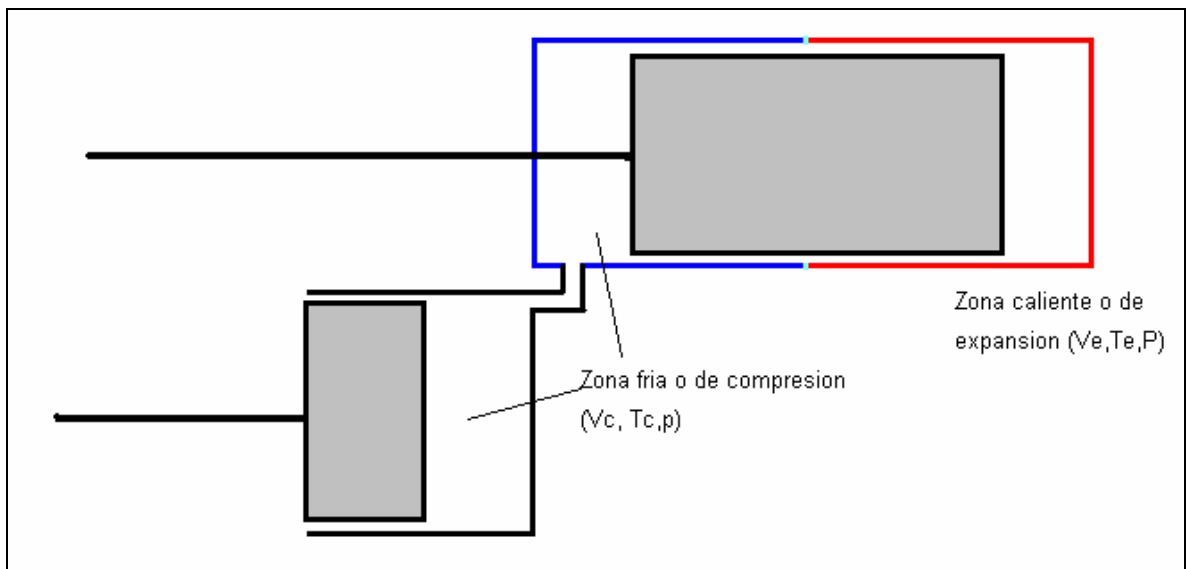 Zona caliente o de
expansion (Ve,Te,P)
Zona fria o de compresion
(Vc, Tc,p)